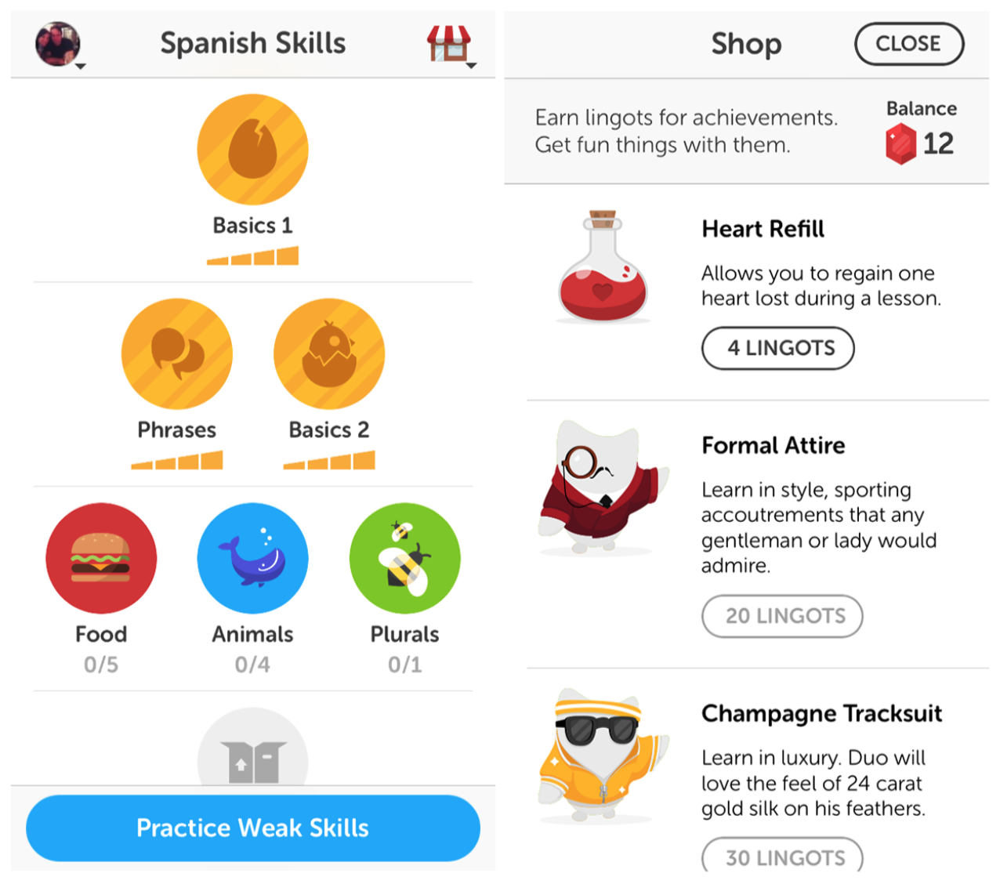 Spanish Skills
Basics 1
Phrases
Basics 2
Food
Animals
Plurals
0/5
0/4
0/1
Practice Weak Skills
Shop
CLOSE
Earn lingots for achievements.
Get fun things with them.
Balance
12
Heart Refill
Allows you to regain one
heart lost during a lesson.
4 LINGOTS
Formal Attire
Learn in style, sporting
accoutrements that any
gentleman or lady would
admire.
20 LINGOTS
Champagne Tracksuit
Learn in luxury. Duo will
love the feel of 24 carat
gold silk on his feathers.
30 LINGOTS